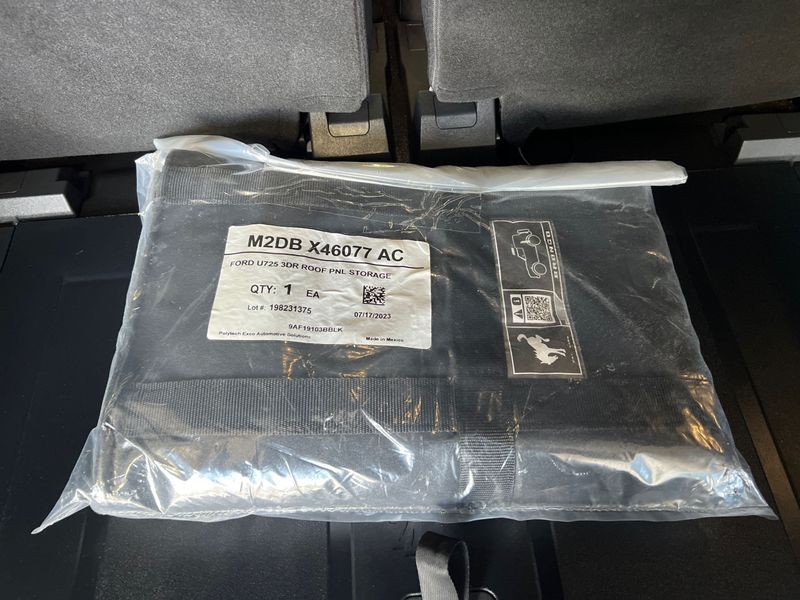 M2DB X46077 AC
FORD U725 3DR ROOF PNL STORAGE
QTY: 1 EA
Lot #: 198231375
07/17/2023
9AF19103BBLK
Polytech Exco Automotive Solutions
Made in Mexico
BRONCO